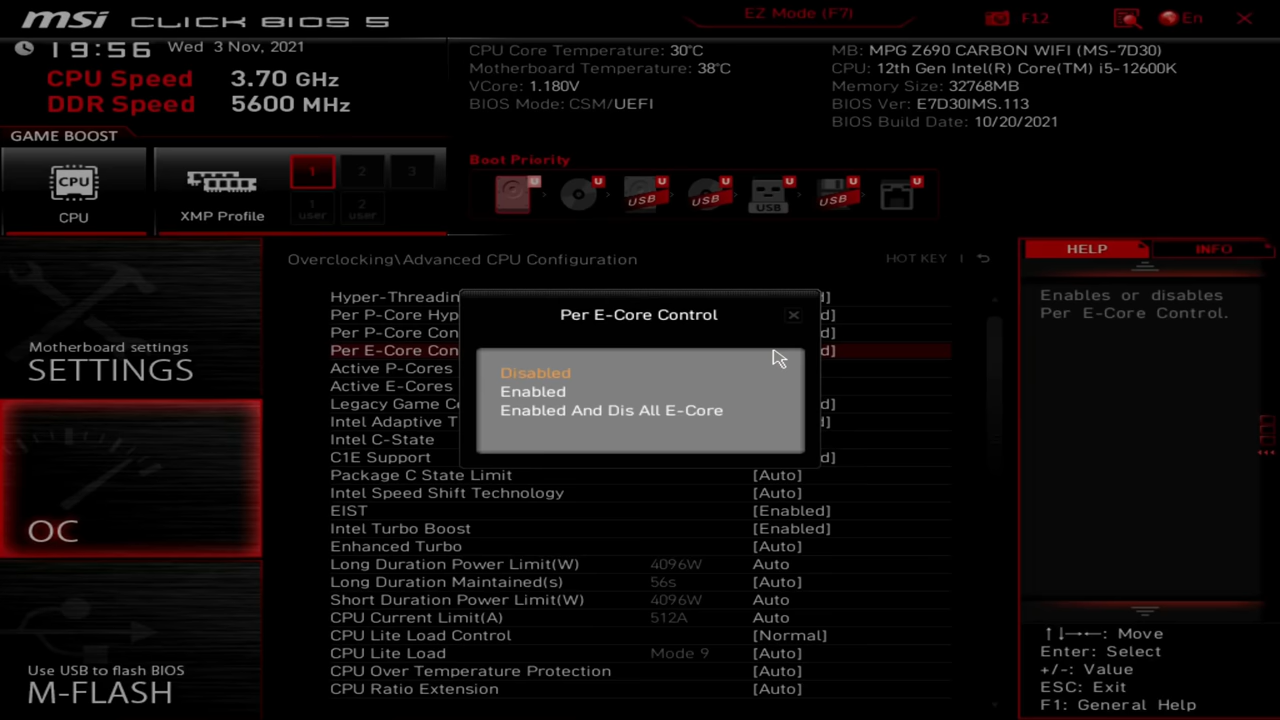 msi CLICK BIOS 5
EZ Mode (F7)
F12
En
19:56 Wed 3 Nov, 2021
CPU Speed 3.70 GHz
DDR Speed 5600 MHz
CPU Core Temperature: 30°C
Motherboard Temperature: 38°C
VCore: 1.180V
BIOS Mode: CSM/UEFI
MB: MPG Z690 CARBON WIFI (MS-7D30)
CPU: 12th Gen Intel(R) Core(TM) i5-12600K
Memory Size: 32768MB
BIOS Ver: E7D30IMS.113
BIOS Build Date: 10/20/2021
GAME BOOST
CPU
CPU
XMP Profile
1 2 3
1 user
2 user
Boot Priority
U U U U U U U
USB USB USB USB
Motherboard settings
SETTINGS
OC
Use USB to flash BIOS
M-FLASH
Overclocking\Advanced CPU Configuration
HOT KEY
Hyper-Threadin d]
Per P-Core Hyp d]
Per P-Core Con d]
Per E-Core Con d]
Active P-Cores
Active E-Cores
Legacy Game C d]
Intel Adaptive T d]
Intel C-State
C1E Support d]
Package C State Limit [Auto]
Intel Speed Shift Technology [Auto]
EIST [Enabled]
Intel Turbo Boost [Enabled]
Enhanced Turbo [Auto]
Long Duration Power Limit(W) 4096W Auto
Long Duration Maintained(s) 56s [Auto]
Short Duration Power Limit(W) 4096W Auto
CPU Current Limit(A) 512A Auto
CPU Lite Load Control [Normal]
CPU Lite Load Mode 9 [Auto]
CPU Over Temperature Protection [Auto]
CPU Ratio Extension [Auto]
Per E-Core Control
Disabled
Enabled
Enabled And Dis All E-Core
HELP
INFO
Enables or disables
Per E-Core Control.
↑↓→←: Move
Enter: Select
+/-: Value
ESC: Exit
F1: General Help